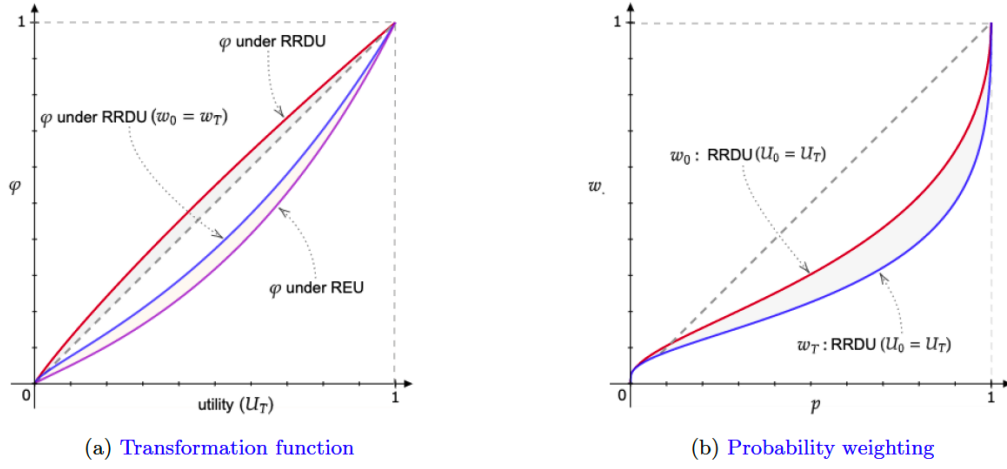 1
φ under RRDU
φ under RRDU (w₀ = w_T)
φ
φ under REU
0
utility (U_T)
1
(a) Transformation function
1
w₀ : RRDU (U₀ = U_T)
w.
w_T : RRDU (U₀ = U_T)
0
p
1
(b) Probability weighting